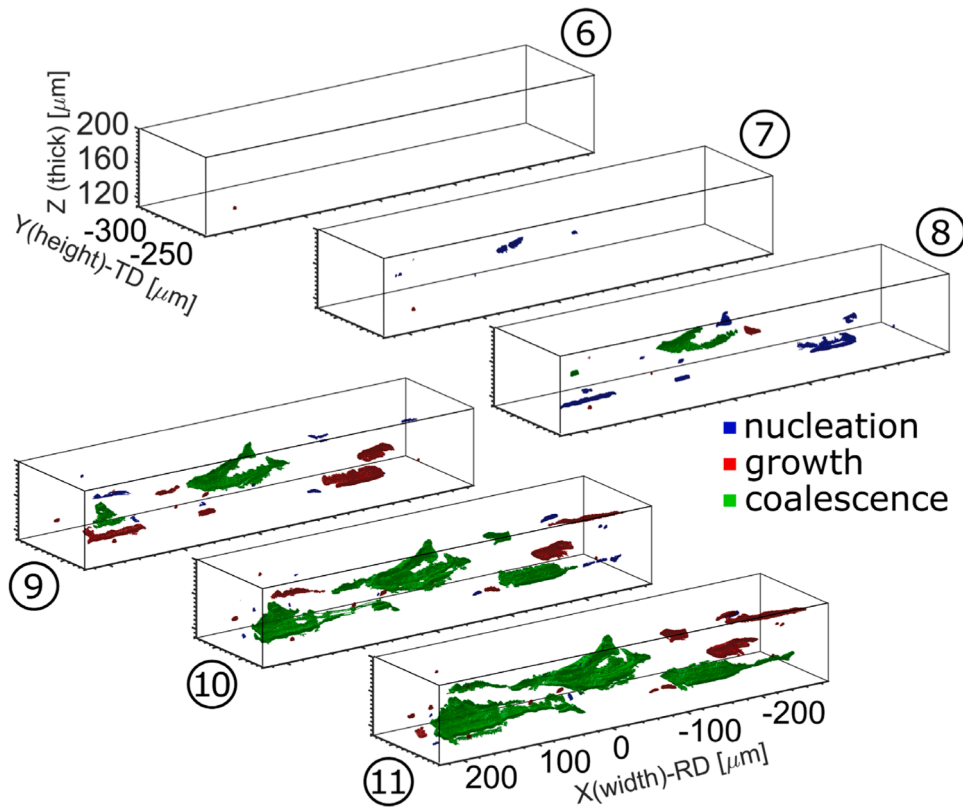 ⑥
Z (thick) [μm]
200
160
120
Y(height)-TD [μm]
-300
-250
⑦
⑧
nucleation
growth
coalescence
⑨
⑩
⑪
200
100
0
-100
-200
X(width)-RD [μm]